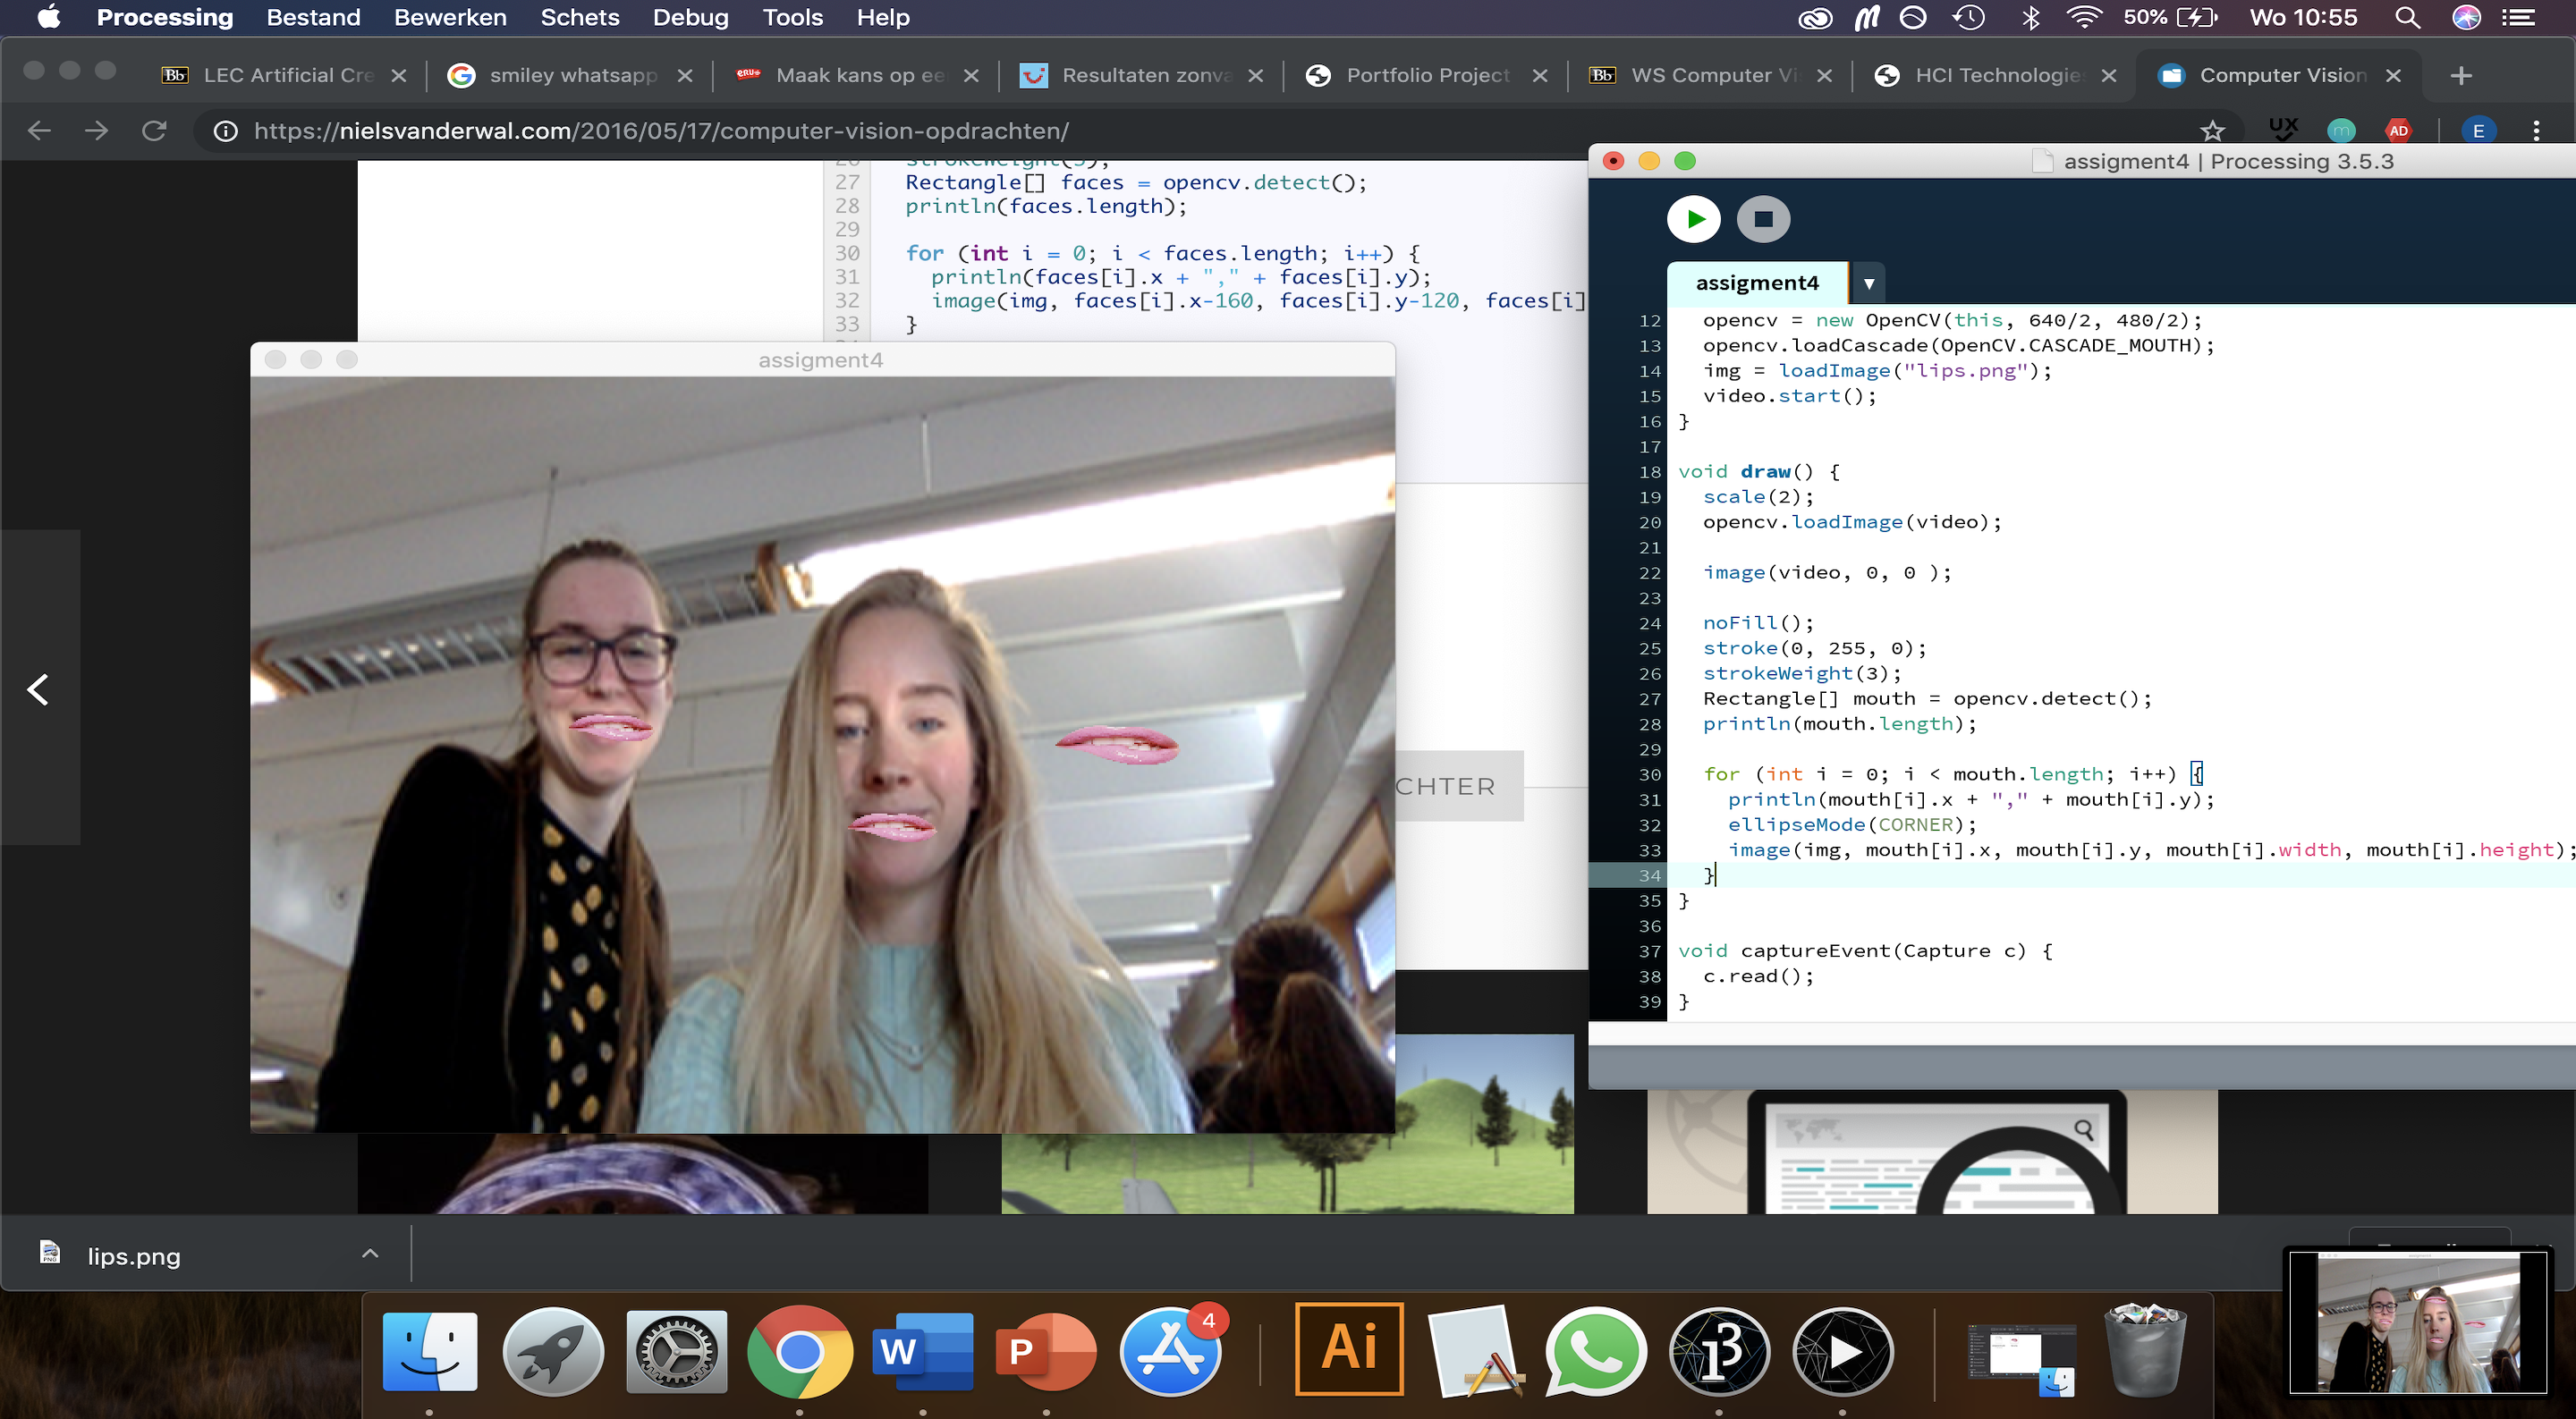 Processing Bestand Bewerken Schets Debug Tools Help 50% Wo 10:55
LEC Artificial Cre smiley whatsapp Maak kans op ee Resultaten zonva Portfolio Project WS Computer Vi HCI Technologie Computer Vision
https://nielsvanderwal.com/2016/05/17/computer-vision-opdrachten/
UX m AD E
27 Rectangle[] faces = opencv.detect();
28 println(faces.length);
29
30 for (int i = 0; i < faces.length; i++) {
31 println(faces[i].x + "," + faces[i].y);
32 image(img, faces[i].x-160, faces[i].y-120, faces[i]
33 }
CHTER
assigment4
assigment4 | Processing 3.5.3
assigment4
12 opencv = new OpenCV(this, 640/2, 480/2);
13 opencv.loadCascade(OpenCV.CASCADE_MOUTH);
14 img = loadImage("lips.png");
15 video.start();
16 }
17
18 void draw() {
19 scale(2);
20 opencv.loadImage(video);
21
22 image(video, 0, 0 );
23
24 noFill();
25 stroke(0, 255, 0);
26 strokeWeight(3);
27 Rectangle[] mouth = opencv.detect();
28 println(mouth.length);
29
30 for (int i = 0; i < mouth.length; i++) {
31 println(mouth[i].x + "," + mouth[i].y);
32 ellipseMode(CORNER);
33 image(img, mouth[i].x, mouth[i].y, mouth[i].width, mouth[i].height);
34 }
35 }
36
37 void captureEvent(Capture c) {
38 c.read();
39 }
lips.png
W P 4 Ai i3